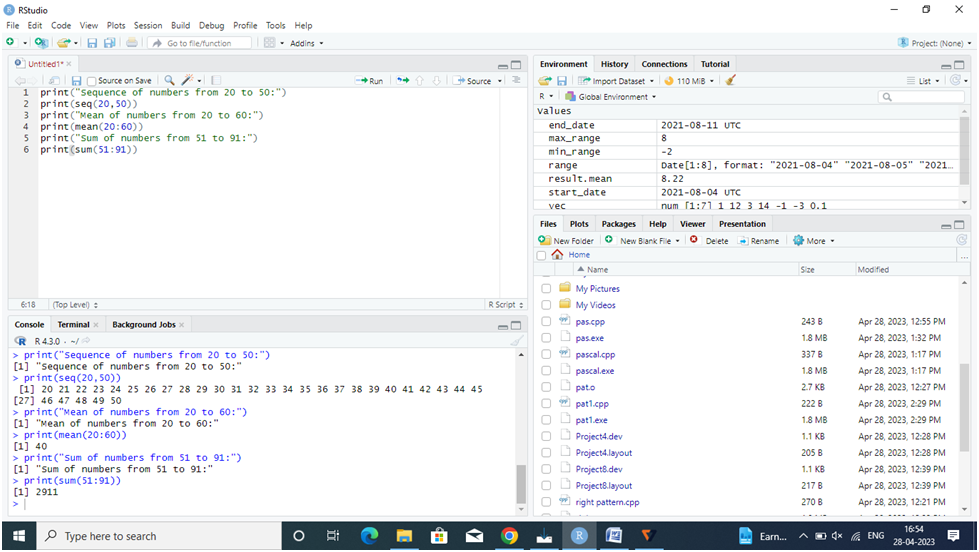 RStudio
File Edit Code View Plots Session Build Debug Profile Tools Help
Go to file/function Addins Project: (None)
Untitled1*
Source on Save Run Source
1 print("Sequence of numbers from 20 to 50:")
2 print(seq(20,50))
3 print("Mean of numbers from 20 to 60:")
4 print(mean(20:60))
5 print("Sum of numbers from 51 to 91:")
6 print(sum(51:91))
6:18 (Top Level) R Script
Console Terminal Background Jobs
R 4.3.0 · ~/
> print("Sequence of numbers from 20 to 50:")
[1] "Sequence of numbers from 20 to 50:"
> print(seq(20,50))
[1] 20 21 22 23 24 25 26 27 28 29 30 31 32 33 34 35 36 37 38 39 40 41 42 43 44 45
[27] 46 47 48 49 50
> print("Mean of numbers from 20 to 60:")
[1] "Mean of numbers from 20 to 60:"
> print(mean(20:60))
[1] 40
> print("Sum of numbers from 51 to 91:")
[1] "Sum of numbers from 51 to 91:"
> print(sum(51:91))
[1] 2911
>
Environment History Connections Tutorial
Import Dataset 110 MiB List
R Global Environment
values
end_date 2021-08-11 UTC
max_range 8
min_range -2
range Date[1:8], format: "2021-08-04" "2021-08-05" "2021...
result.mean 8.22
start_date 2021-08-04 UTC
vec num [1:7] 1 12 3 14 -1 -3 0.1
Files Plots Packages Help Viewer Presentation
New Folder New Blank File Delete Rename More
Home ...
Name Size Modified
My Pictures
My Videos
pas.cpp 243 B Apr 28, 2023, 12:55 PM
pas.exe 1.8 MB Apr 28, 2023, 1:32 PM
pascal.cpp 337 B Apr 28, 2023, 1:17 PM
pascal.exe 1.8 MB Apr 28, 2023, 1:17 PM
pat.o 2.7 KB Apr 28, 2023, 12:27 PM
pat1.cpp 222 B Apr 28, 2023, 2:29 PM
pat1.exe 1.8 MB Apr 28, 2023, 2:29 PM
Project4.dev 1.1 KB Apr 28, 2023, 12:28 PM
Project4.layout 205 B Apr 28, 2023, 12:28 PM
Project8.dev 1.1 KB Apr 28, 2023, 12:39 PM
Project8.layout 217 B Apr 28, 2023, 12:39 PM
right pattern.cpp 270 B Apr 28, 2023, 12:21 PM
Type here to search Earn... ENG 16:54
28-04-2023